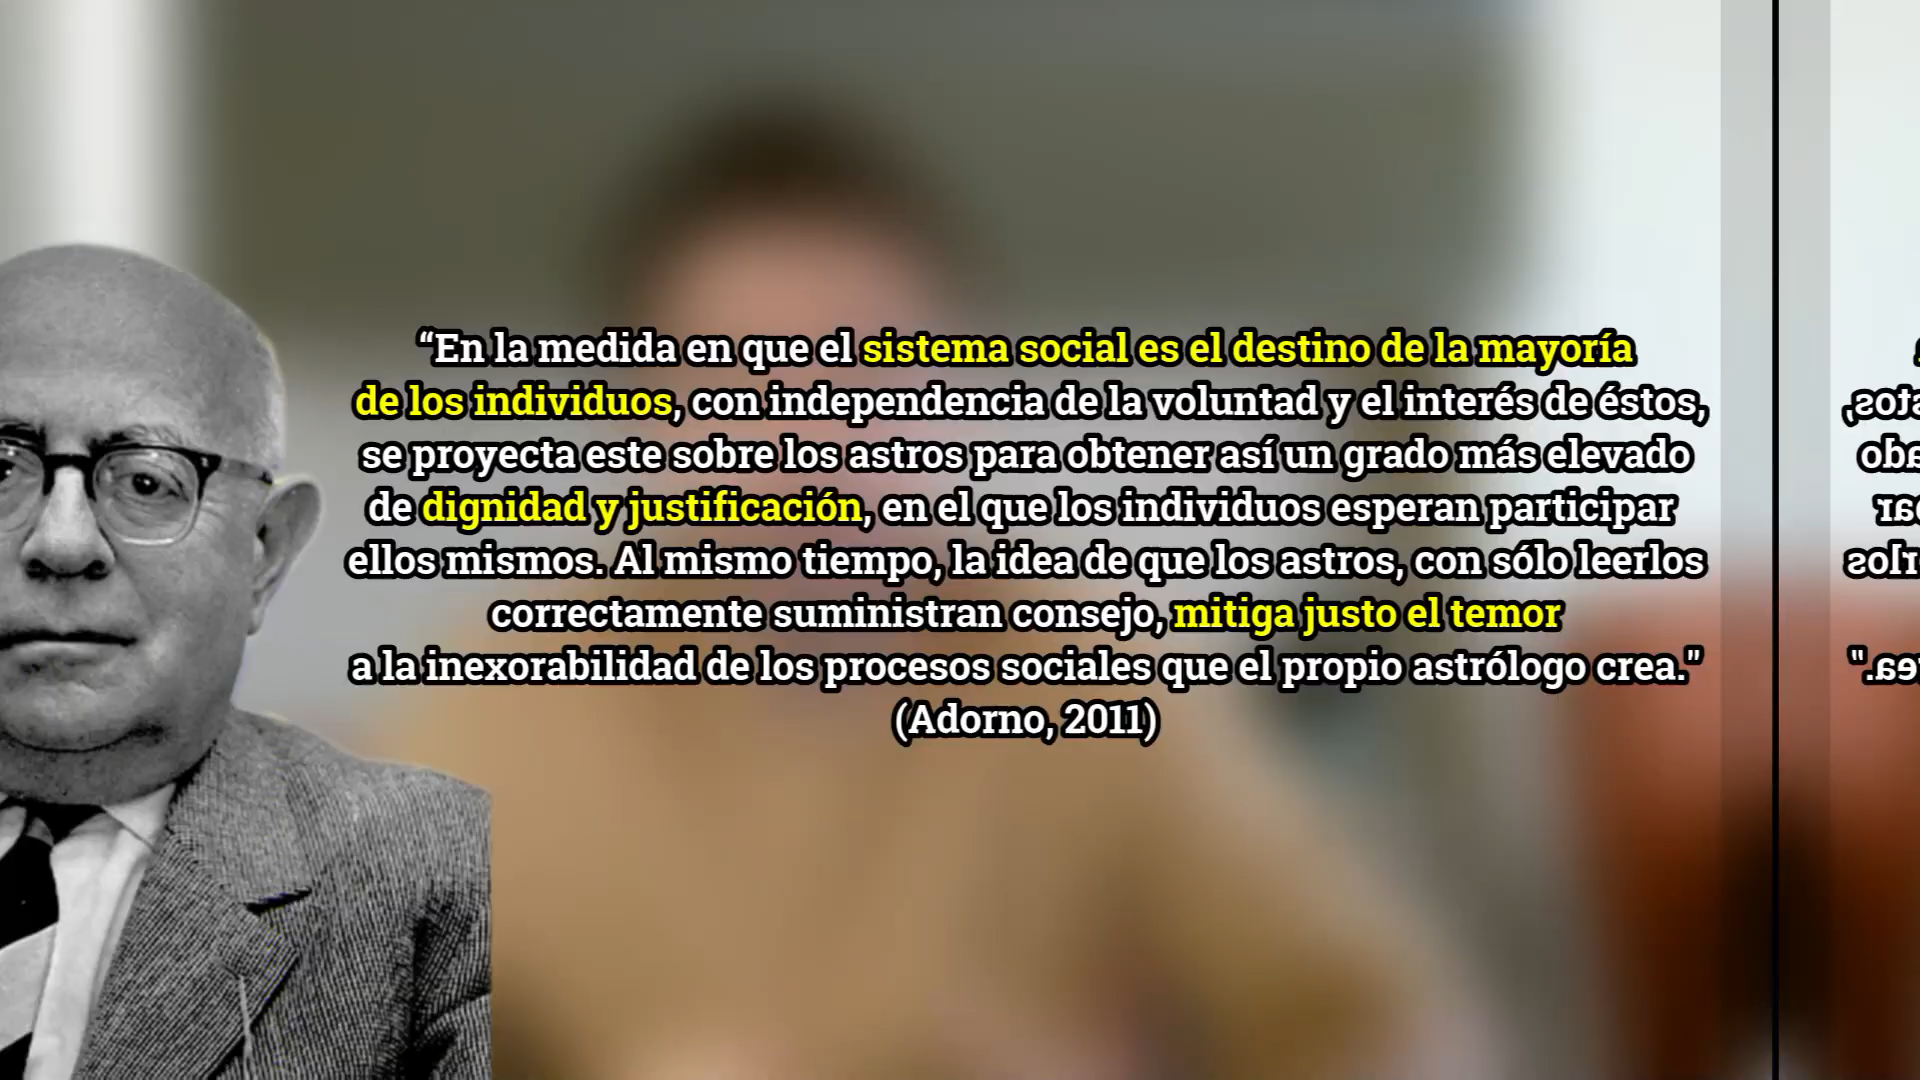 “En la medida en que el sistema social es el destino de la mayoría
de los individuos, con independencia de la voluntad y el interés de éstos,
se proyecta este sobre los astros para obtener así un grado más elevado
de dignidad y justificación, en el que los individuos esperan participar
ellos mismos. Al mismo tiempo, la idea de que los astros, con sólo leerlos
correctamente suministran consejo, mitiga justo el temor
a la inexorabilidad de los procesos sociales que el propio astrólogo crea."
(Adorno, 2011)